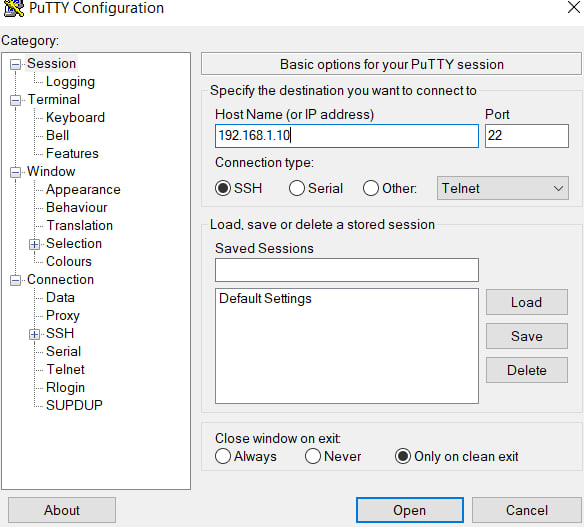 PuTTY Configuration
Category:
Session
Logging
Terminal
Keyboard
Bell
Features
Window
Appearance
Behaviour
Translation
Selection
Colours
Connection
Data
Proxy
SSH
Serial
Telnet
Rlogin
SUPDUP
Basic options for your PuTTY session
Specify the destination you want to connect to
Host Name (or IP address) Port
192.168.1.10 22
Connection type:
SSH Serial Other: Telnet
Load, save or delete a stored session
Saved Sessions
Default Settings
Load
Save
Delete
Close window on exit:
Always Never Only on clean exit
About Open Cancel